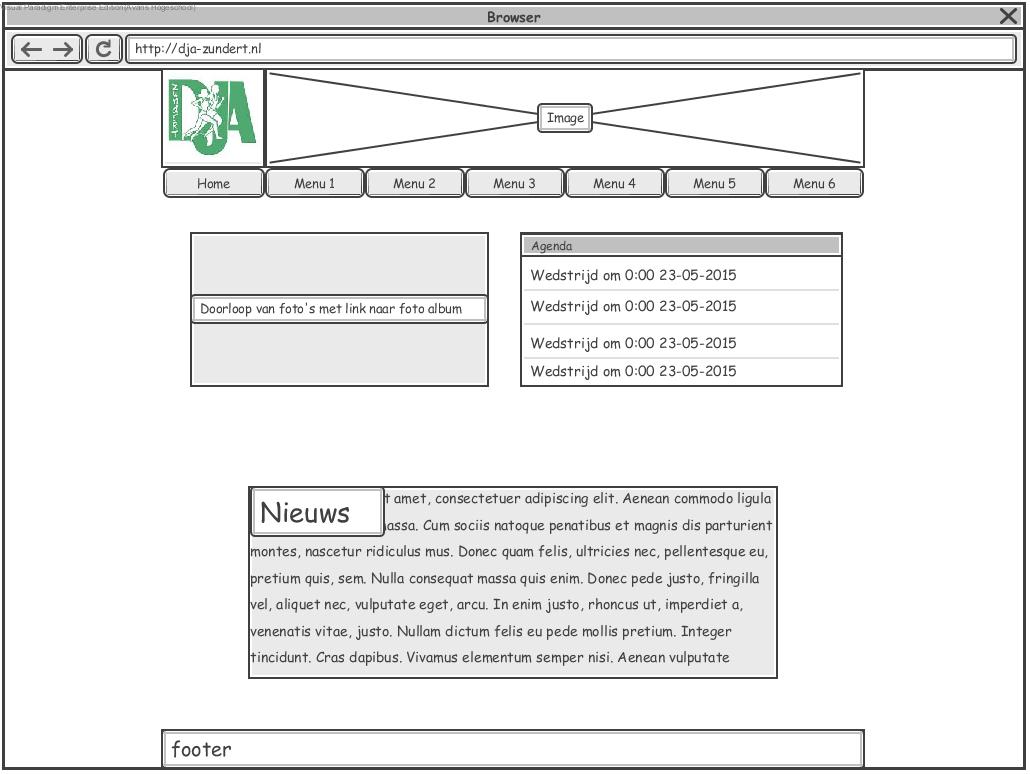 Visual Paradigm Enterprise Edition(Avans Hogeschool)
Browser
http://dja-zundert.nl
DJA
Image
Home Menu 1 Menu 2 Menu 3 Menu 4 Menu 5 Menu 6
Doorloop van foto's met link naar foto album
Agenda
Wedstrijd om 0:00 23-05-2015
Wedstrijd om 0:00 23-05-2015
Wedstrijd om 0:00 23-05-2015
Wedstrijd om 0:00 23-05-2015
Nieuws
t amet, consectetuer adipiscing elit. Aenean commodo ligula
assa. Cum sociis natoque penatibus et magnis dis parturient
montes, nascetur ridiculus mus. Donec quam felis, ultricies nec, pellentesque eu,
pretium quis, sem. Nulla consequat massa quis enim. Donec pede justo, fringilla
vel, aliquet nec, vulputate eget, arcu. In enim justo, rhoncus ut, imperdiet a,
venenatis vitae, justo. Nullam dictum felis eu pede mollis pretium. Integer
tincidunt. Cras dapibus. Vivamus elementum semper nisi. Aenean vulputate
footer